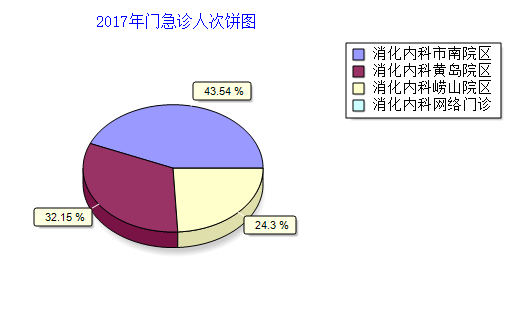 2017年门急诊人次饼图
消化内科市南院区
消化内科黄岛院区
消化内科崂山院区
消化内科网络门诊
43.54 %
32.15 %
24.3 %